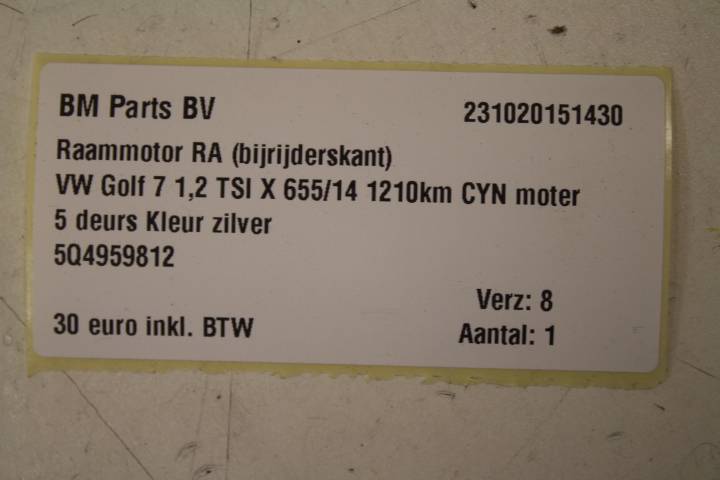 BM Parts BV 231020151430
Raammotor RA (bijrijderskant)
VW Golf 7 1,2 TSI X 655/14 1210km CYN moter
5 deurs Kleur zilver
5Q4959812
Verz: 8
30 euro inkl. BTW Aantal: 1